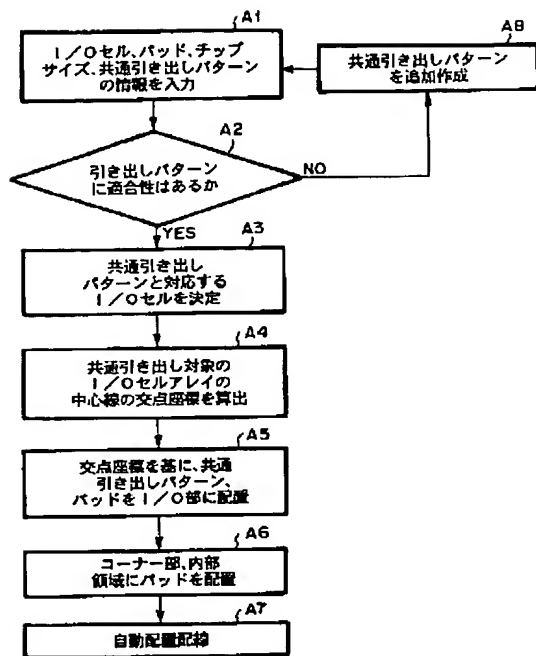 A1
I/Oセル、パッド、チップ
サイズ、共通引き出しパターン
の情報を入力
A8
共通引き出しパターン
を追加作成
A2
引き出しパターン
に適合性はあるか
NO
YES
A3
共通引き出し
パターンと対応する
I/Oセルを決定
A4
共通引き出し対象の
I/Oセルアレイの
中心線の交点座標を算出
A5
交点座標を基に、共通
引き出しパターン、
パッドをI/O部に配置
A6
コーナー部、内部
領域にパッドを配置
A7
自動配置配線